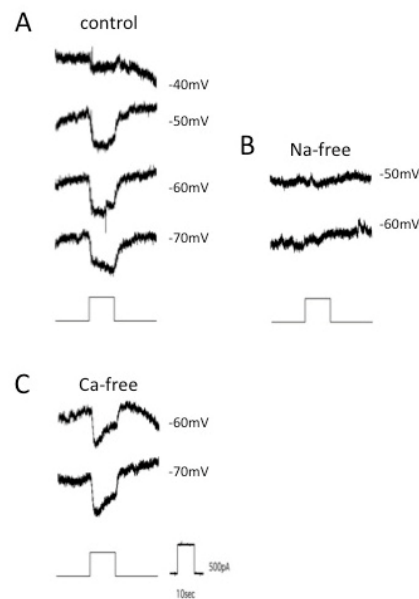 A
control
-40mV
-50mV
-60mV
-70mV
B
Na-free
-50mV
-60mV
C
Ca-free
-60mV
-70mV
500pA
10sec